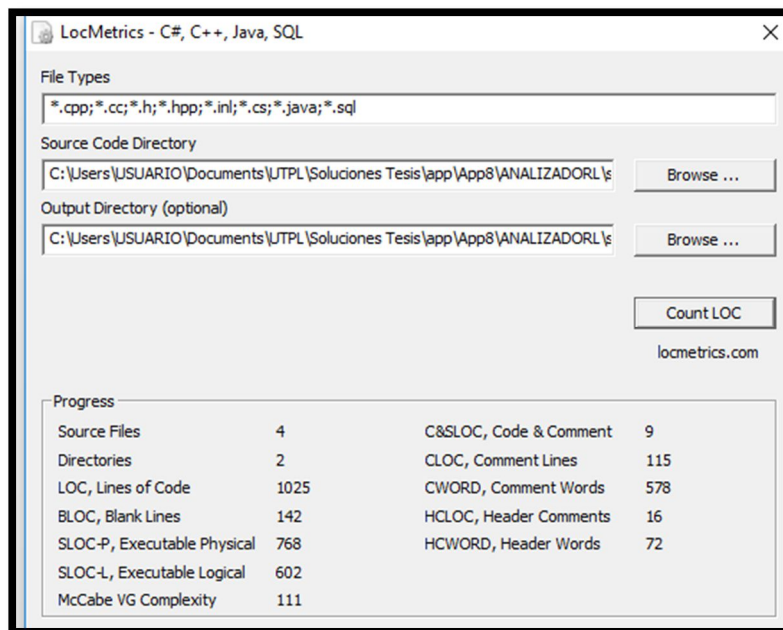 LocMetrics - C#, C++, Java, SQL
File Types
*.cpp;*.cc;*.h;*.hpp;*.inl;*.cs;*.java;*.sql
Source Code Directory
C:\Users\USUARIO\Documents\UTPL\Soluciones Tesis\app\App8\ANALIZADORL\s
Browse ...
Output Directory (optional)
C:\Users\USUARIO\Documents\UTPL\Soluciones Tesis\app\App8\ANALIZADORL\s
Browse ...
Count LOC
locmetrics.com
Progress
Source Files 4 C&SLOC, Code & Comment 9
Directories 2 CLOC, Comment Lines 115
LOC, Lines of Code 1025 CWORD, Comment Words 578
BLOC, Blank Lines 142 HCLOC, Header Comments 16
SLOC-P, Executable Physical 768 HCWORD, Header Words 72
SLOC-L, Executable Logical 602
McCabe VG Complexity 111